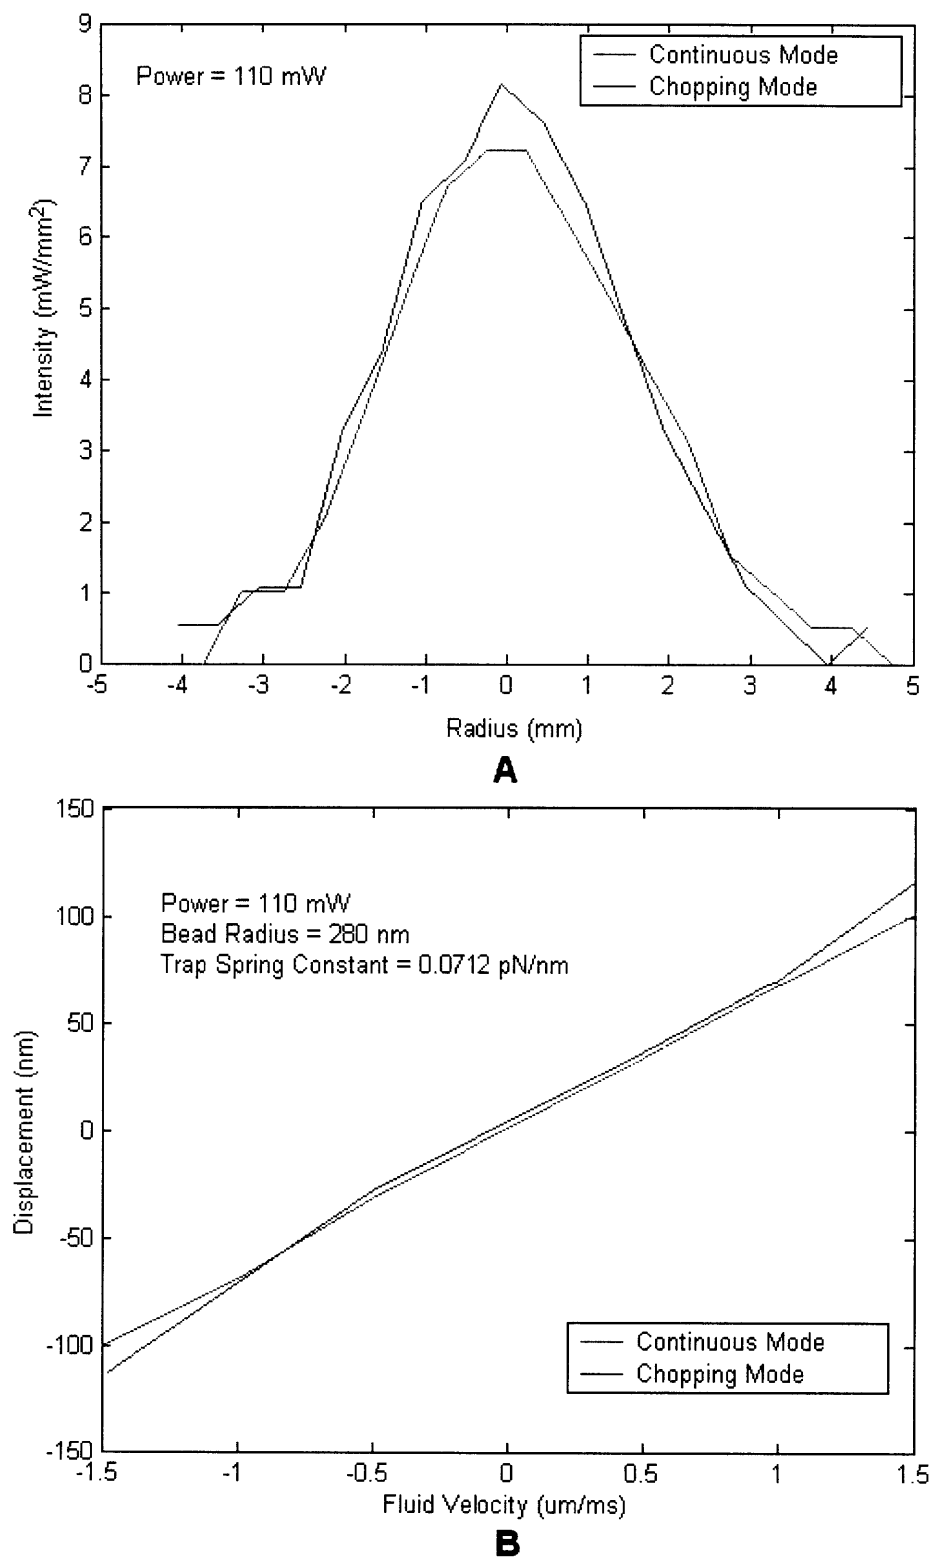 9
8
7
6
5
4
3
2
1
0
Power = 110 mW
Continuous Mode
Chopping Mode
Intensity (mW/mm2)
-5 -4 -3 -2 -1 0 1 2 3 4 5
Radius (mm)
A
150
100
50
0
-50
-100
-150
Power = 110 mW
Bead Radius = 280 nm
Trap Spring Constant = 0.0712 pN/nm
Displacement (nm)
Continuous Mode
Chopping Mode
-1.5 -1 -0.5 0 0.5 1 1.5
Fluid Velocity (um/ms)
B